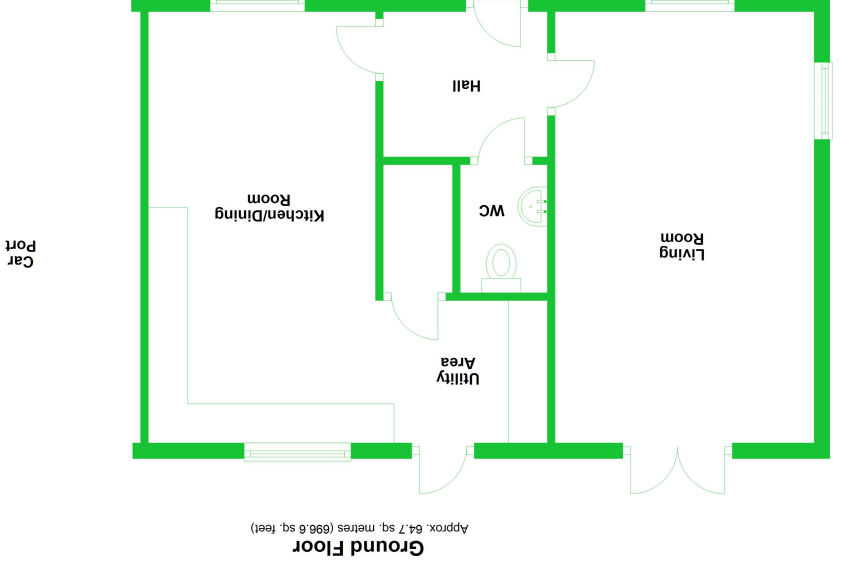 Ground Floor
Approx. 64.7 sq. metres (696.6 sq. feet)
Utility
Area
Living
Room
Car
Port
Kitchen/Dining
Room
WC
Hall